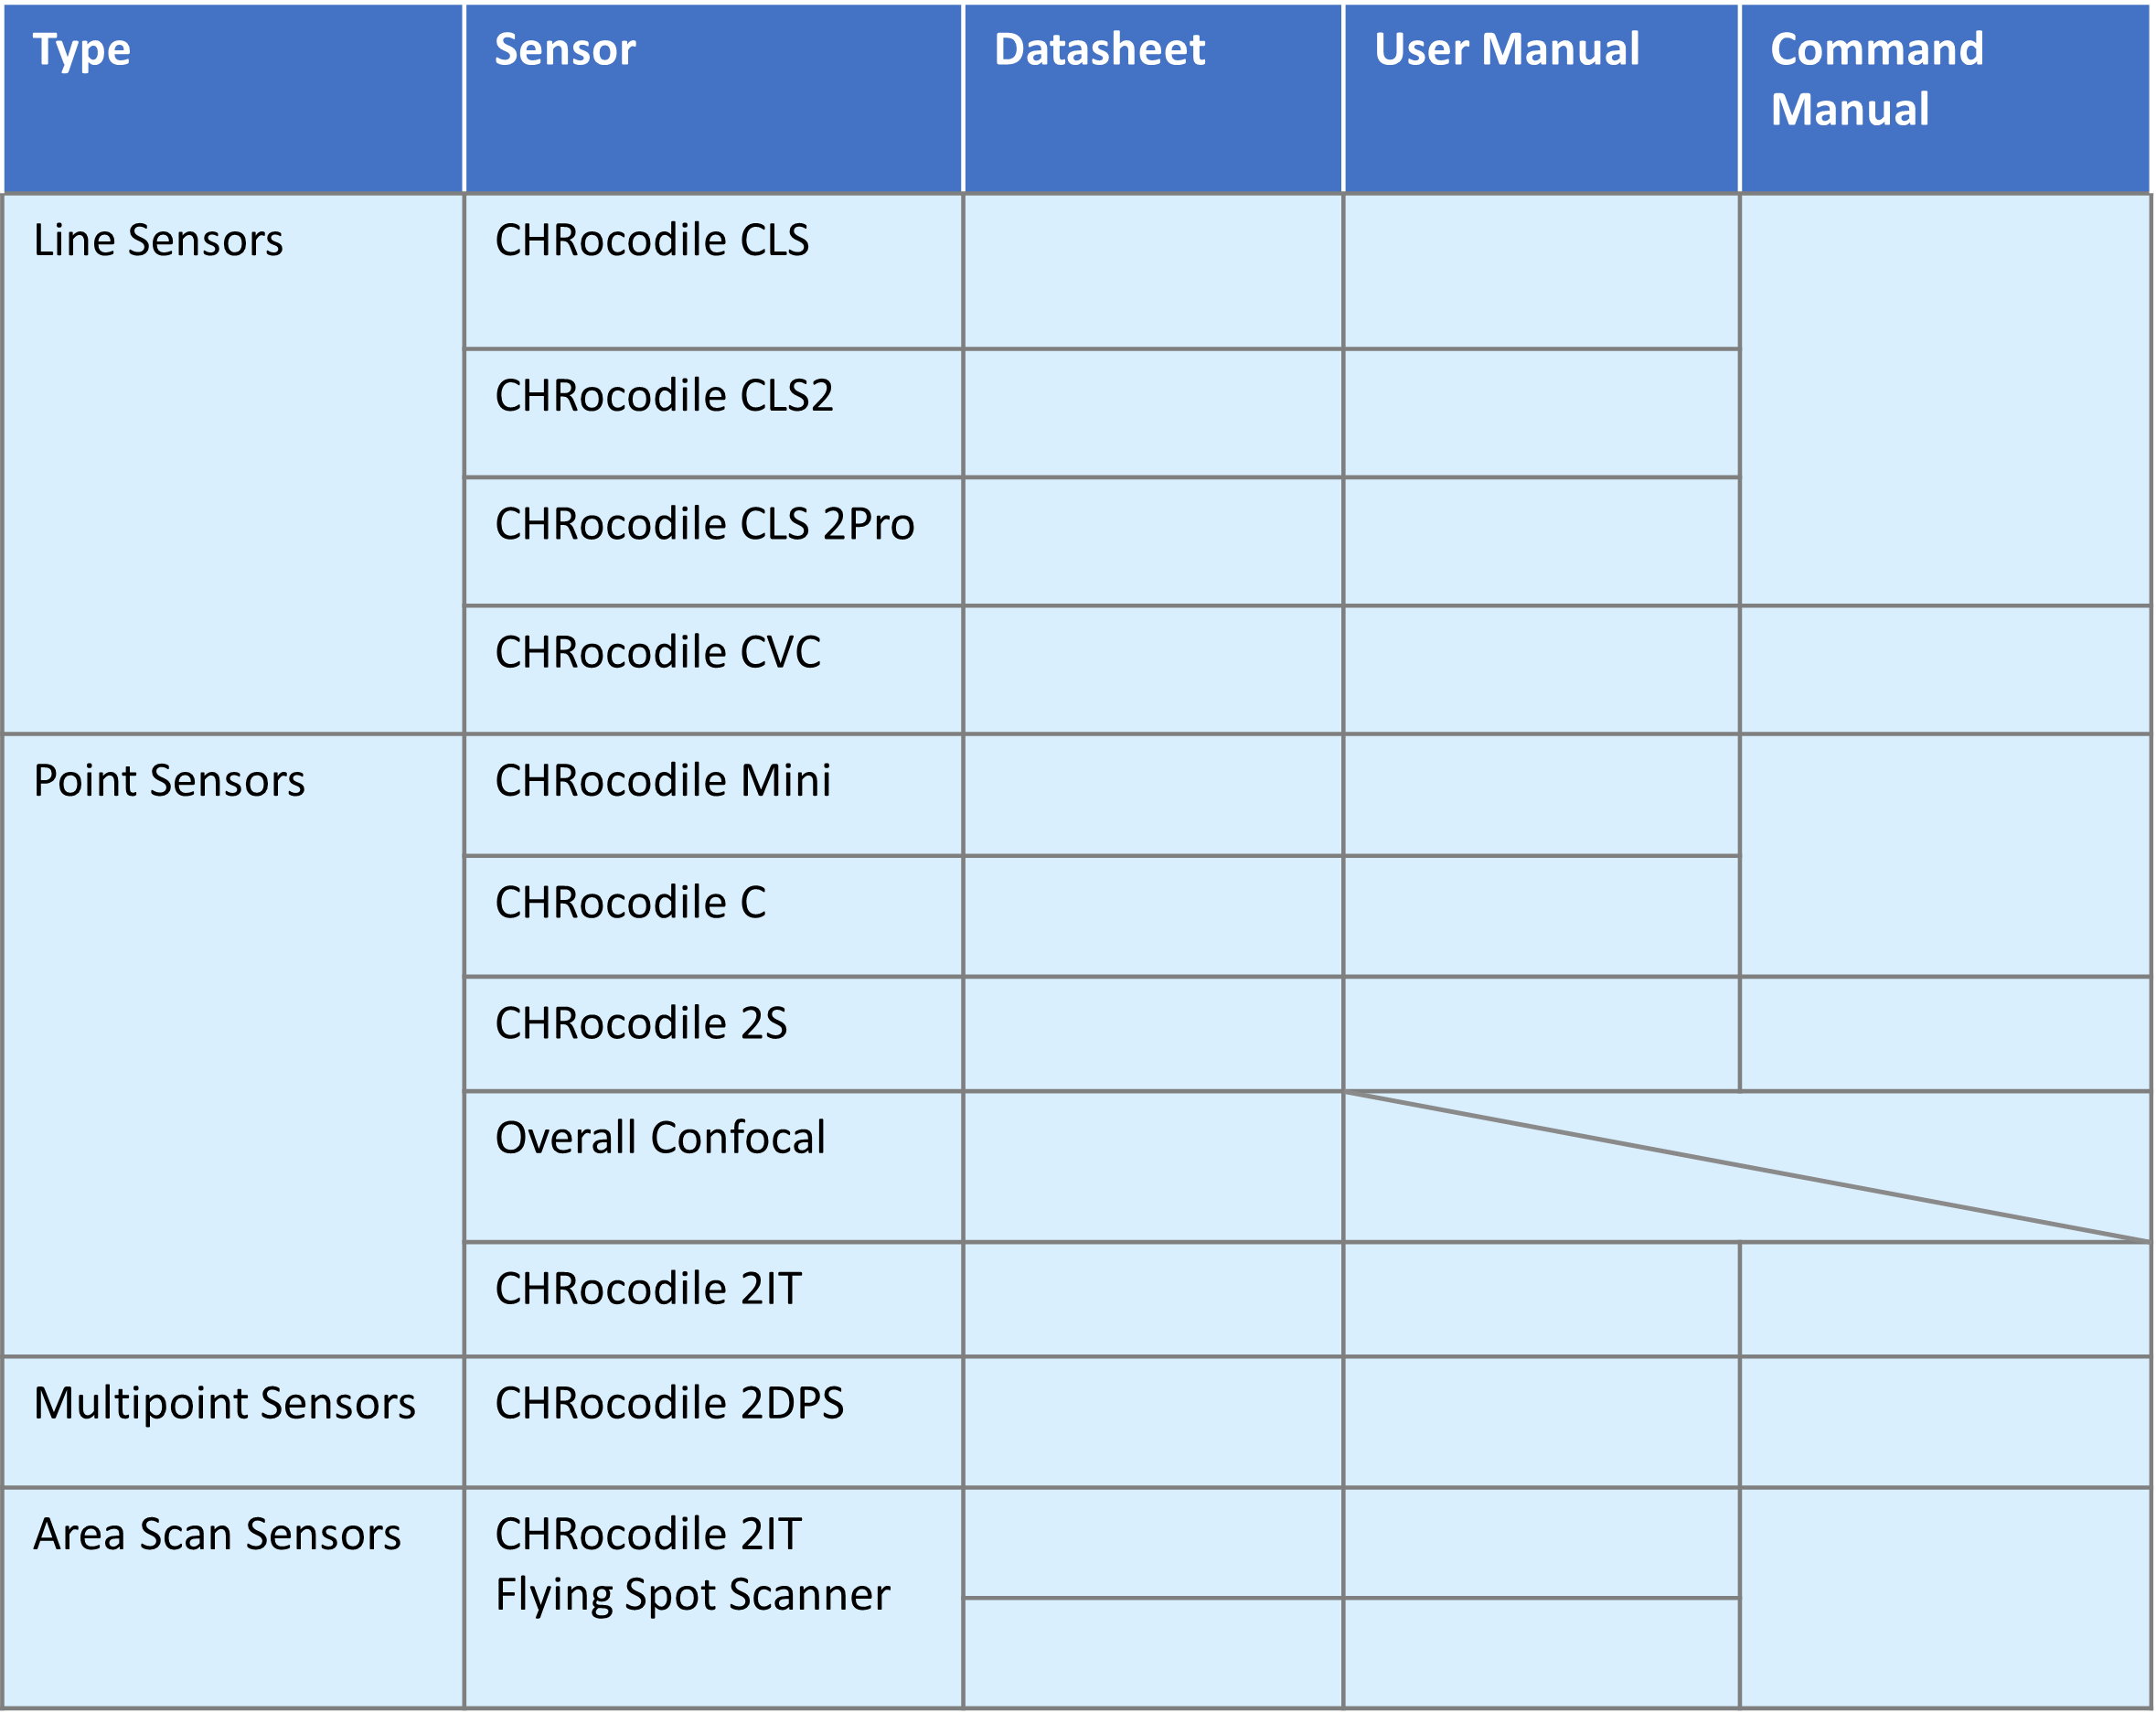 Type
Sensor
Datasheet
User Manual
Command
Manual
Line Sensors
CHRocodile CLS
CHRocodile CLS2
CHRocodile CLS 2Pro
CHRocodile CVC
Point Sensors
CHRocodile Mini
CHRocodile C
CHRocodile 2S
Overall Confocal
CHRocodile 2IT
Multipoint Sensors
CHRocodile 2DPS
Area Scan Sensors
CHRocodile 2IT
Flying Spot Scanner